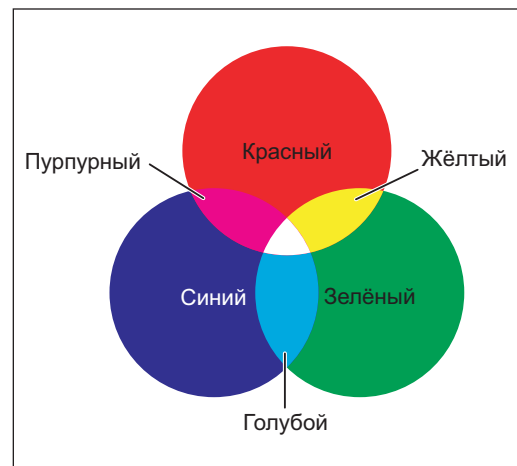 Красный
Пурпурный
Жёлтый
Синий
Зелёный
Голубой